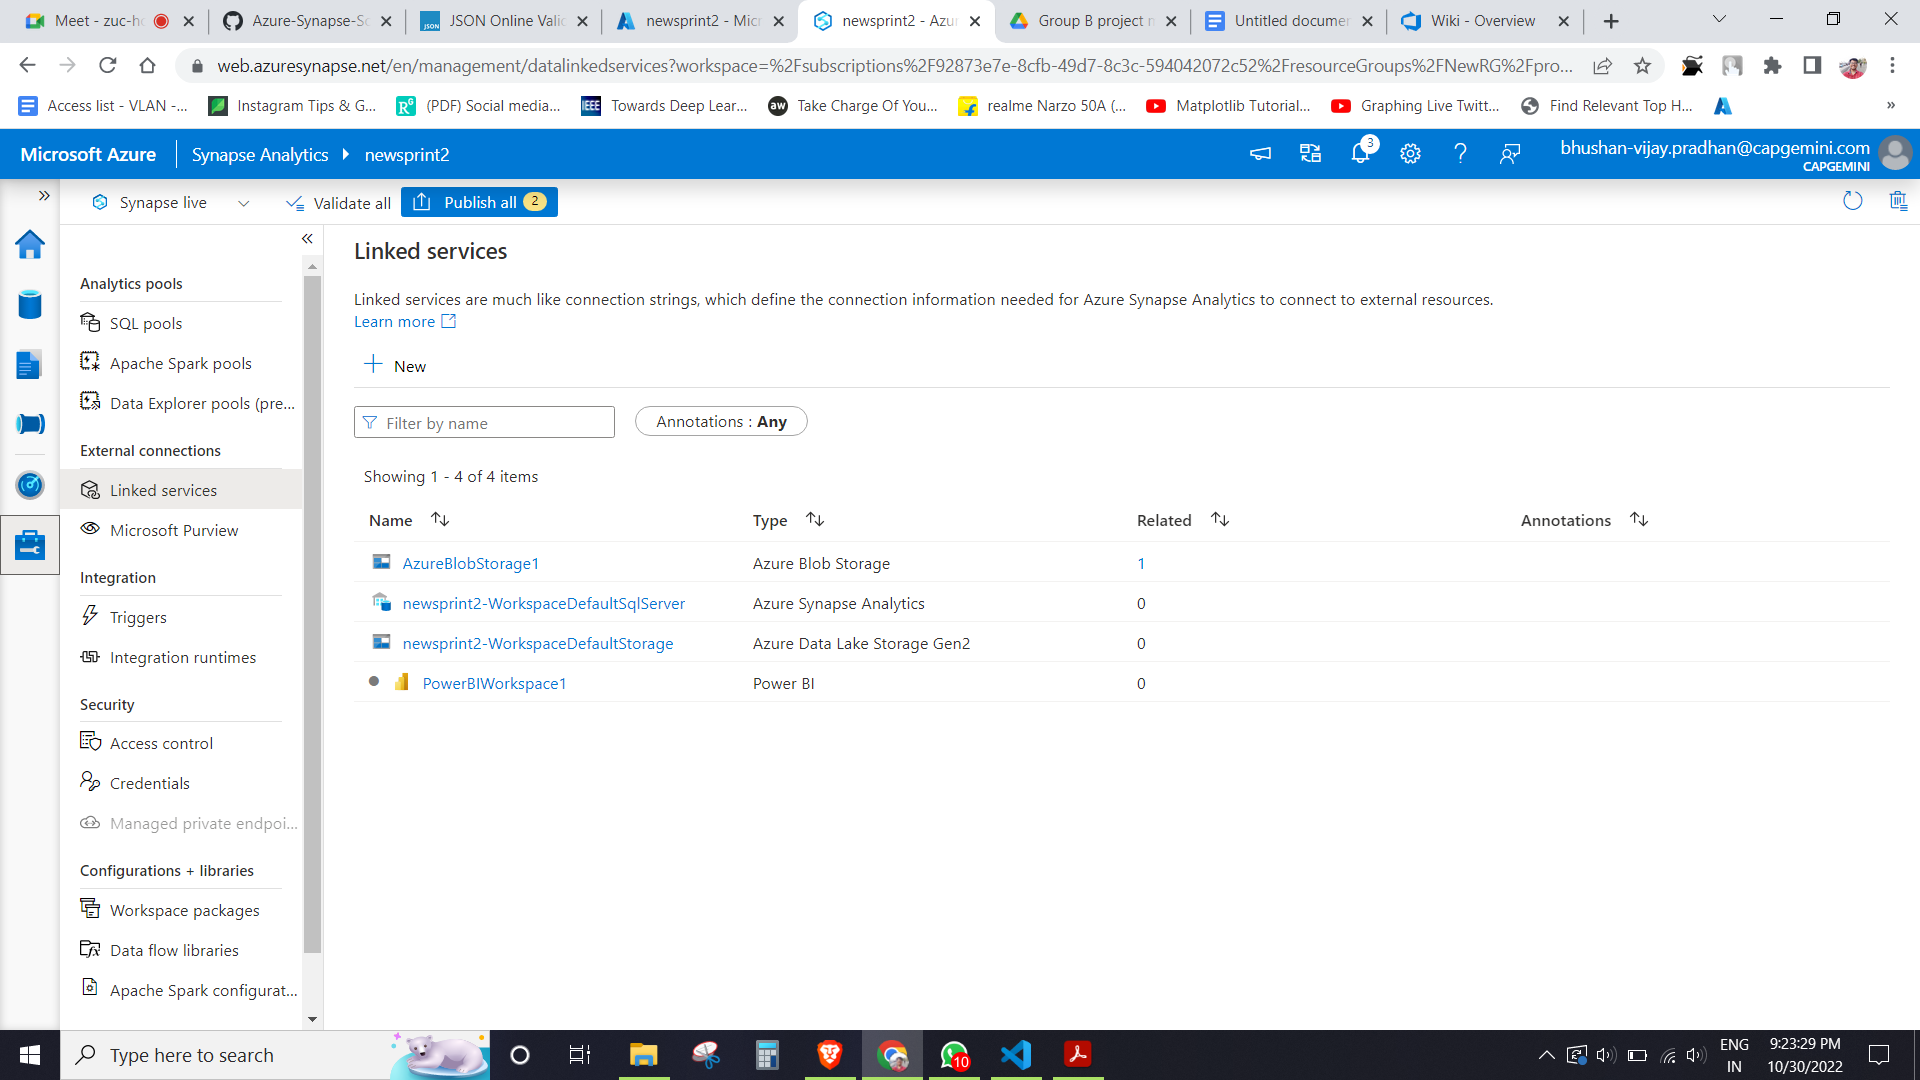 Meet - zuc-h
Azure-Synapse-Sc
JSON Online Valid
newsprint2 - Micr
newsprint2 - Azur
Group B project m
Untitled documen
Wiki - Overview
web.azuresynapse.net/en/management/datalinkedservices?workspace=%2Fsubscriptions%2F92873e7e-8cfb-49d7-8c3c-594042072c52%2FresourceGroups%2FNewRG%2Fpro...
Access list - VLAN -...
Instagram Tips & G...
(PDF) Social media...
IEEE
Towards Deep Lear...
aw
Take Charge Of You...
realme Narzo 50A (...
Matplotlib Tutorial...
Graphing Live Twitt...
Find Relevant Top H...
»
Microsoft Azure
Synapse Analytics
newsprint2
3
bhushan-vijay.pradhan@capgemini.com
CAPGEMINI
Synapse live
Validate all
Publish all 2
Analytics pools
SQL pools
Apache Spark pools
Data Explorer pools (pre...
External connections
Linked services
Microsoft Purview
Integration
Triggers
Integration runtimes
Security
Access control
Credentials
Managed private endpoi...
Configurations + libraries
Workspace packages
Data flow libraries
Apache Spark configurat...
Linked services
Linked services are much like connection strings, which define the connection information needed for Azure Synapse Analytics to connect to external resources.
Learn more
New
Filter by name
Annotations : Any
Showing 1 - 4 of 4 items
Name Type Related Annotations
AzureBlobStorage1 Azure Blob Storage 1
newsprint2-WorkspaceDefaultSqlServer Azure Synapse Analytics 0
newsprint2-WorkspaceDefaultStorage Azure Data Lake Storage Gen2 0
PowerBIWorkspace1 Power BI 0
Type here to search
10
ENG
IN
9:23:29 PM
10/30/2022